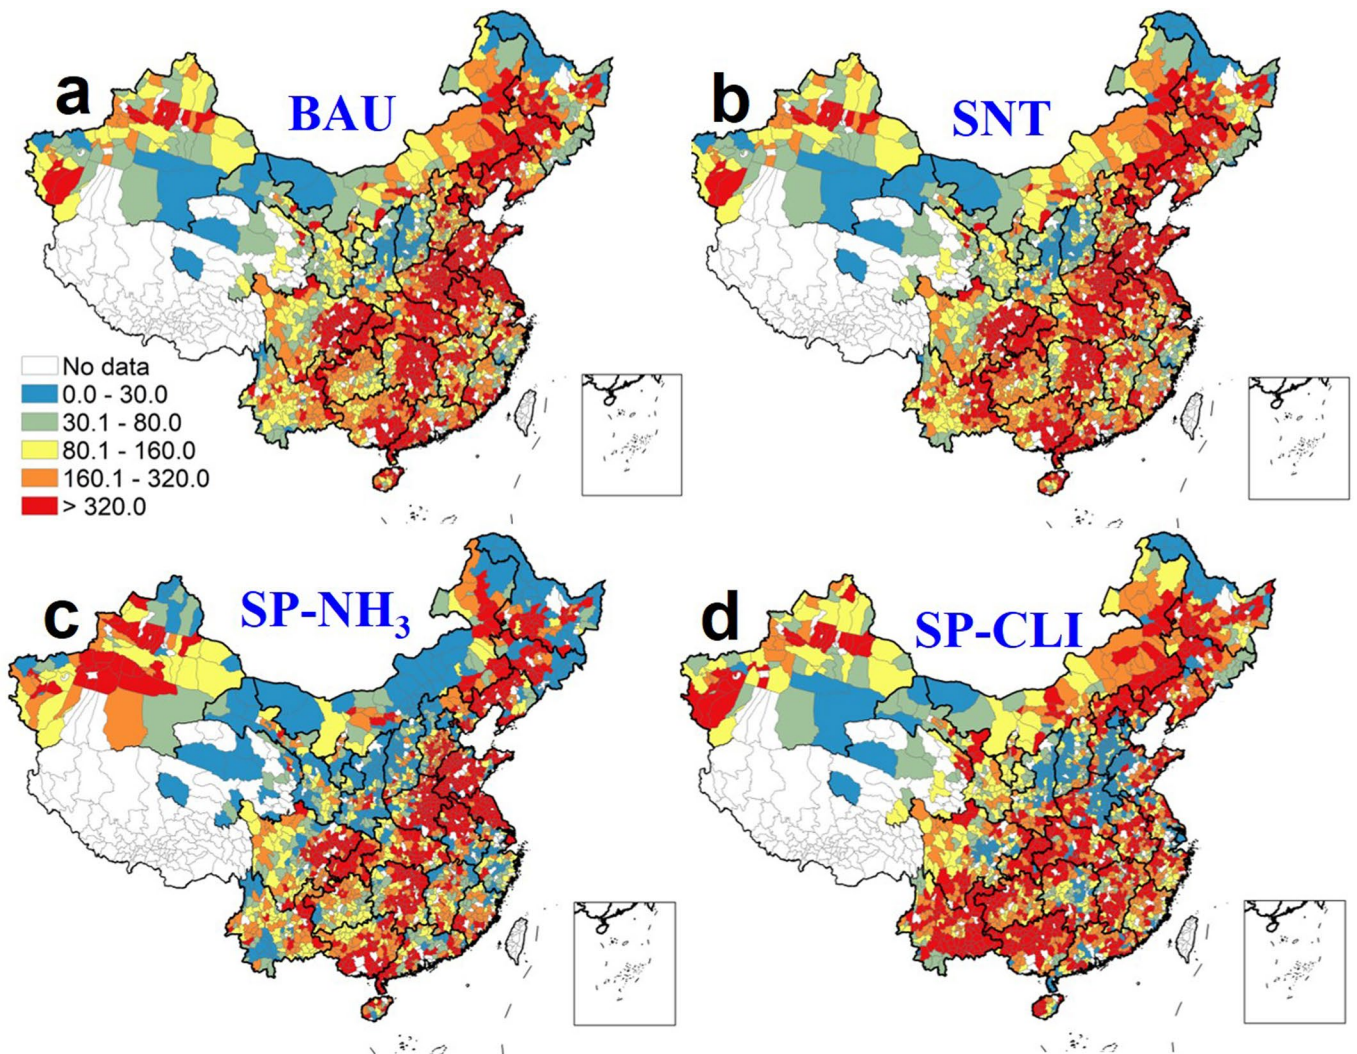 a
BAU
b
SNT
No data
0.0 - 30.0
30.1 - 80.0
80.1 - 160.0
160.1 - 320.0
> 320.0
c
SP-NH₃
d
SP-CLI